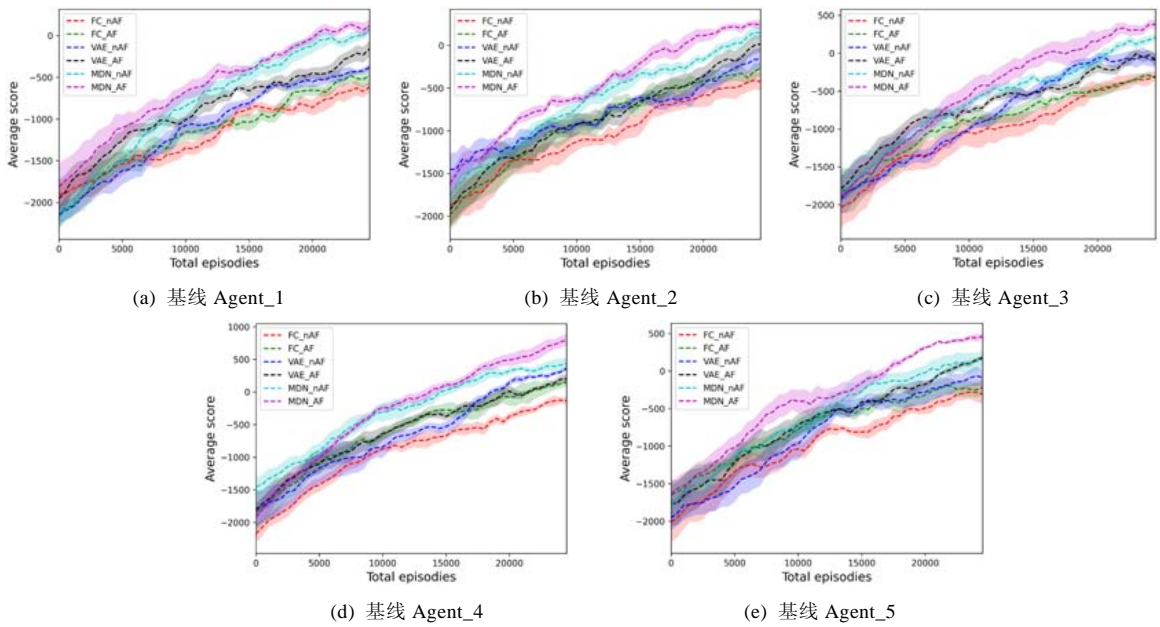 FC_nAF
FC_AF
VAE_nAF
VAE_AF
MDN_nAF
MDN_AF
0
−500
−1000
−1500
−2000
Average score
0 5000 10000 15000 20000
Total episodies
(a) 基线 Agent_1
FC_nAF
FC_AF
VAE_nAF
VAE_AF
MDN_nAF
MDN_AF
0
−500
−1000
−1500
−2000
Average score
0 5000 10000 15000 20000
Total episodies
(b) 基线 Agent_2
FC_nAF
FC_AF
VAE_nAF
VAE_AF
MDN_nAF
MDN_AF
500
0
−500
−1000
−1500
−2000
Average score
0 5000 10000 15000 20000
Total episodies
(c) 基线 Agent_3
FC_nAF
FC_AF
VAE_nAF
VAE_AF
MDN_nAF
MDN_AF
1000
500
0
−500
−1000
−1500
−2000
Average score
0 5000 10000 15000 20000
Total episodies
(d) 基线 Agent_4
FC_nAF
FC_AF
VAE_nAF
VAE_AF
MDN_nAF
MDN_AF
500
0
−500
−1000
−1500
−2000
Average score
0 5000 10000 15000 20000
Total episodies
(e) 基线 Agent_5